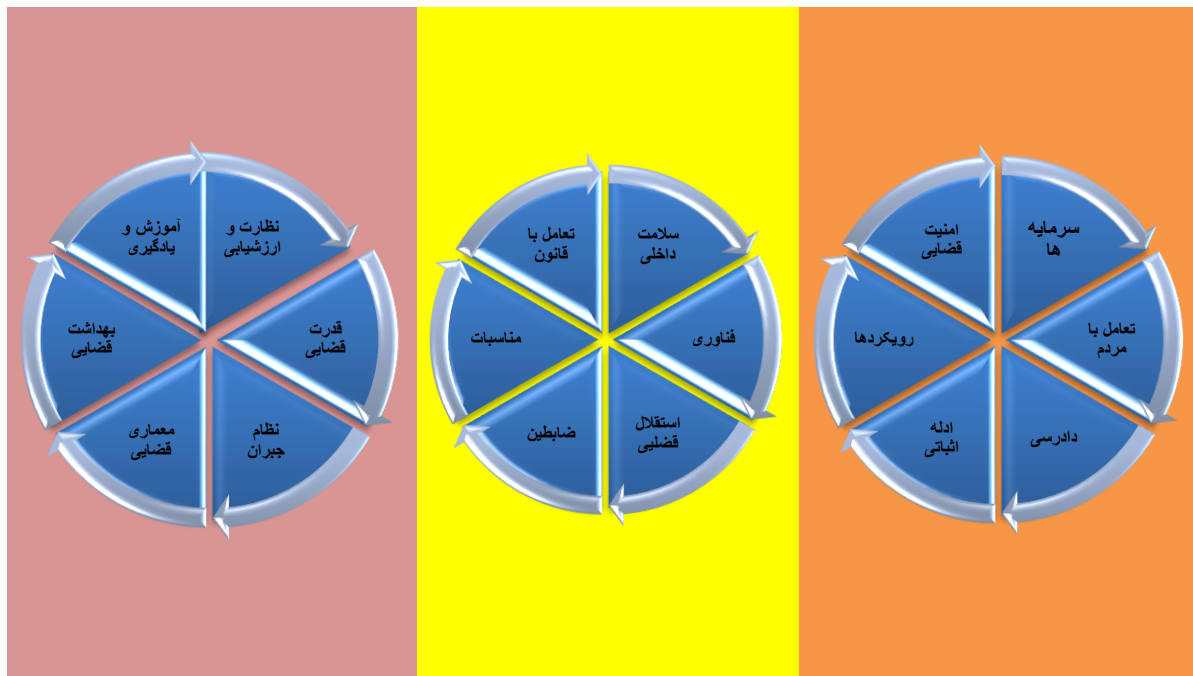 سرمایه
ها
تعامل با
مردم
دادرسی
ادله
اثباتی
رویکردها
امنیت
قضایی
سلامت
داخلی
فناوری
استقلال
قضلیی
ضابطین
مناسبات
تعامل با
قانون
نظارت و
ارزشیابی
قدرت
قضایی
نظام
جبران
معماری
قضایی
بهداشت
قضایی
آموزش و
یادگیری